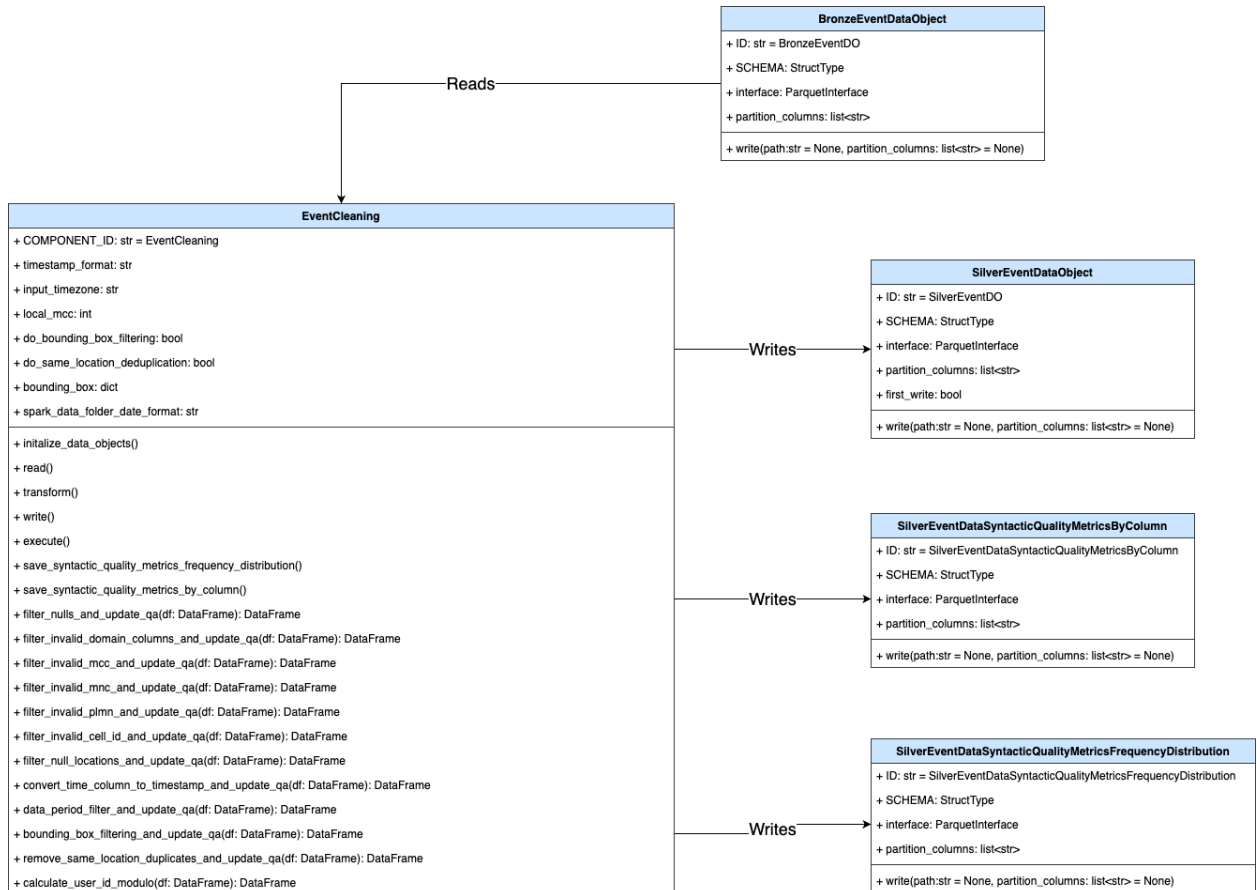 BronzeEventDataObject
+ ID: str = BronzeEventDO
+ SCHEMA: StructType
+ interface: ParquetInterface
+ partition_columns: list<str>
+ write(path:str = None, partition_columns: list<str> = None)
Reads
EventCleaning
+ COMPONENT_ID: str = EventCleaning
+ timestamp_format: str
+ input_timezone: str
+ local_mcc: int
+ do_bounding_box_filtering: bool
+ do_same_location_deduplication: bool
+ bounding_box: dict
+ spark_data_folder_date_format: str
+ initalize_data_objects()
+ read()
+ transform()
+ write()
+ execute()
+ save_syntactic_quality_metrics_frequency_distribution()
+ save_syntactic_quality_metrics_by_column()
+ filter_nulls_and_update_qa(df: DataFrame): DataFrame
+ filter_invalid_domain_columns_and_update_qa(df: DataFrame): DataFrame
+ filter_invalid_mcc_and_update_qa(df: DataFrame): DataFrame
+ filter_invalid_mnc_and_update_qa(df: DataFrame): DataFrame
+ filter_invalid_plmn_and_update_qa(df: DataFrame): DataFrame
+ filter_invalid_cell_id_and_update_qa(df: DataFrame): DataFrame
+ filter_null_locations_and_update_qa(df: DataFrame): DataFrame
+ convert_time_column_to_timestamp_and_update_qa(df: DataFrame): DataFrame
+ data_period_filter_and_update_qa(df: DataFrame): DataFrame
+ bounding_box_filtering_and_update_qa(df: DataFrame): DataFrame
+ remove_same_location_duplicates_and_update_qa(df: DataFrame): DataFrame
+ calculate_user_id_modulo(df: DataFrame): DataFrame
Writes
SilverEventDataObject
+ ID: str = SilverEventDO
+ SCHEMA: StructType
+ interface: ParquetInterface
+ partition_columns: list<str>
+ first_write: bool
+ write(path:str = None, partition_columns: list<str> = None)
Writes
SilverEventDataSyntacticQualityMetricsByColumn
+ ID: str = SilverEventDataSyntacticQualityMetricsByColumn
+ SCHEMA: StructType
+ interface: ParquetInterface
+ partition_columns: list<str>
+ write(path:str = None, partition_columns: list<str> = None)
Writes
SilverEventDataSyntacticQualityMetricsFrequencyDistribution
+ ID: str = SilverEventDataSyntacticQualityMetricsFrequencyDistribution
+ SCHEMA: StructType
+ interface: ParquetInterface
+ partition_columns: list<str>
+ write(path:str = None, partition_columns: list<str> = None)